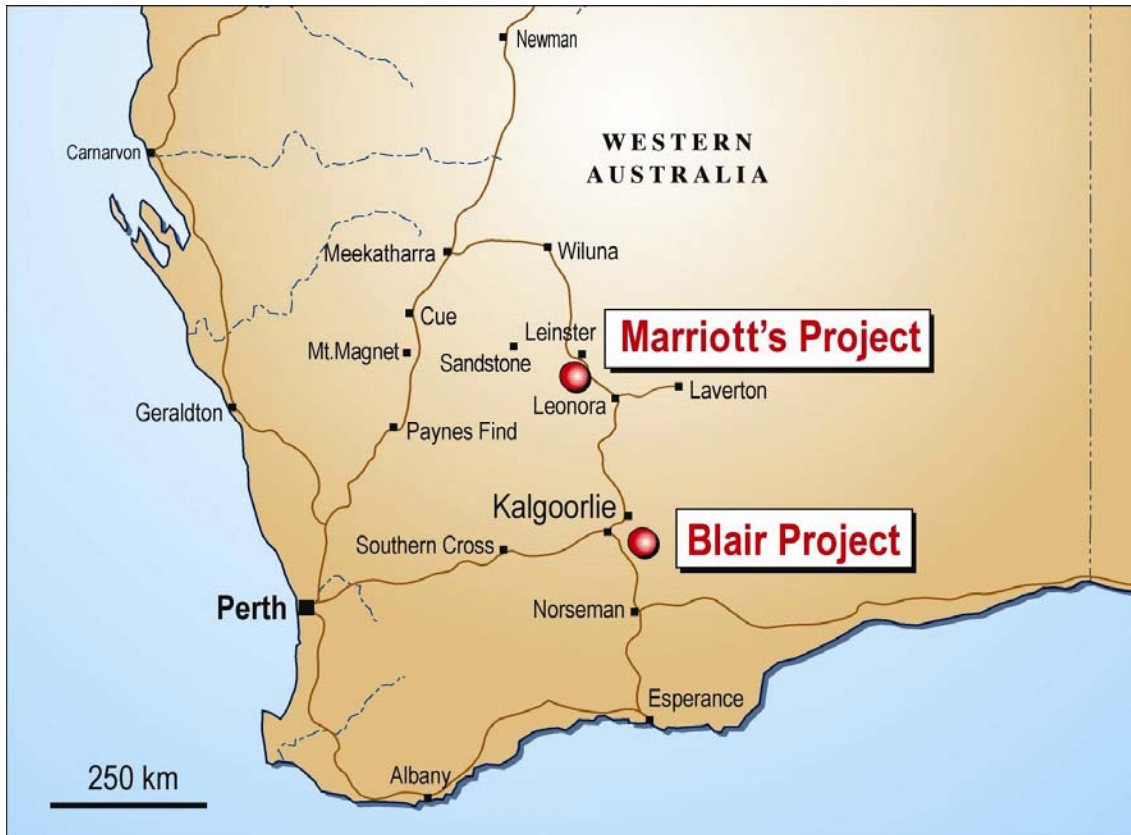 Newman
WESTERN
AUSTRALIA
Carnarvon
Meekatharra
Wiluna
Cue
Leinster
Marriott's Project
Mt.Magnet
Sandstone
Laverton
Leonora
Geraldton
Paynes Find
Kalgoorlie
Blair Project
Southern Cross
Perth
Norseman
Esperance
250 km
Albany